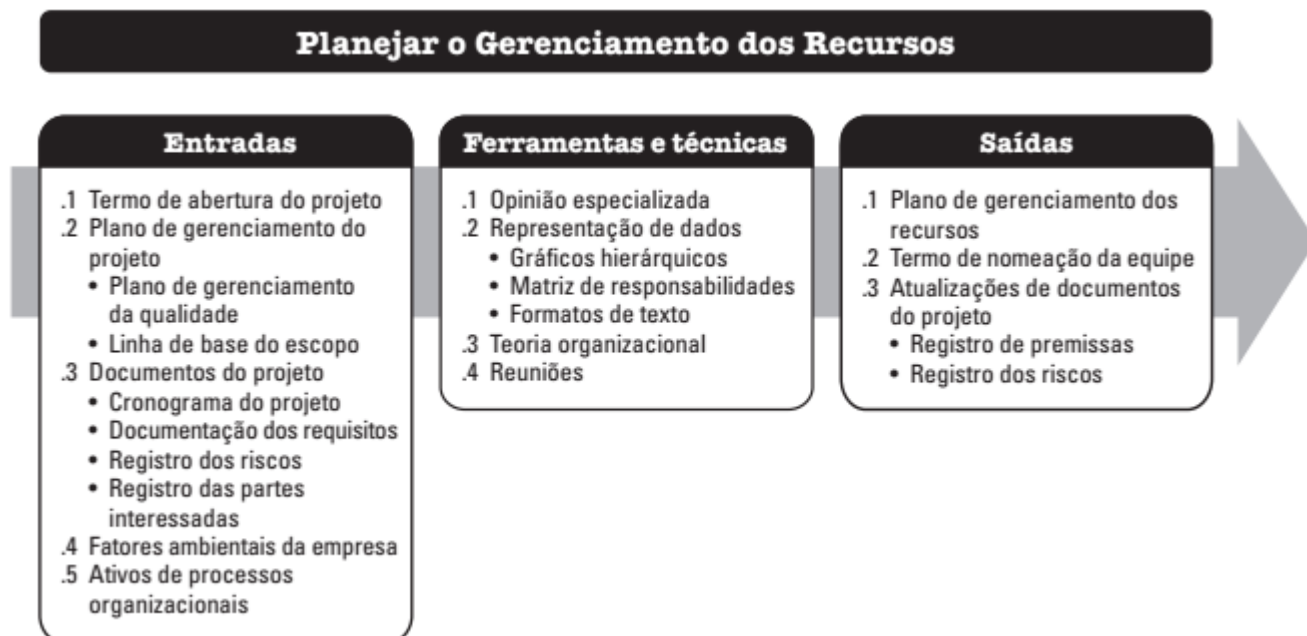 Planejar o Gerenciamento dos Recursos
Entradas
.1 Termo de abertura do projeto
.2 Plano de gerenciamento do
projeto
• Plano de gerenciamento
da qualidade
• Linha de base do escopo
.3 Documentos do projeto
• Cronograma do projeto
• Documentação dos requisitos
• Registro dos riscos
• Registro das partes
interessadas
.4 Fatores ambientais da empresa
.5 Ativos de processos
organizacionais
Ferramentas e técnicas
.1 Opinião especializada
.2 Representação de dados
• Gráficos hierárquicos
• Matriz de responsabilidades
• Formatos de texto
.3 Teoria organizacional
.4 Reuniões
Saídas
.1 Plano de gerenciamento dos
recursos
.2 Termo de nomeação da equipe
.3 Atualizações de documentos
do projeto
• Registro de premissas
• Registro dos riscos